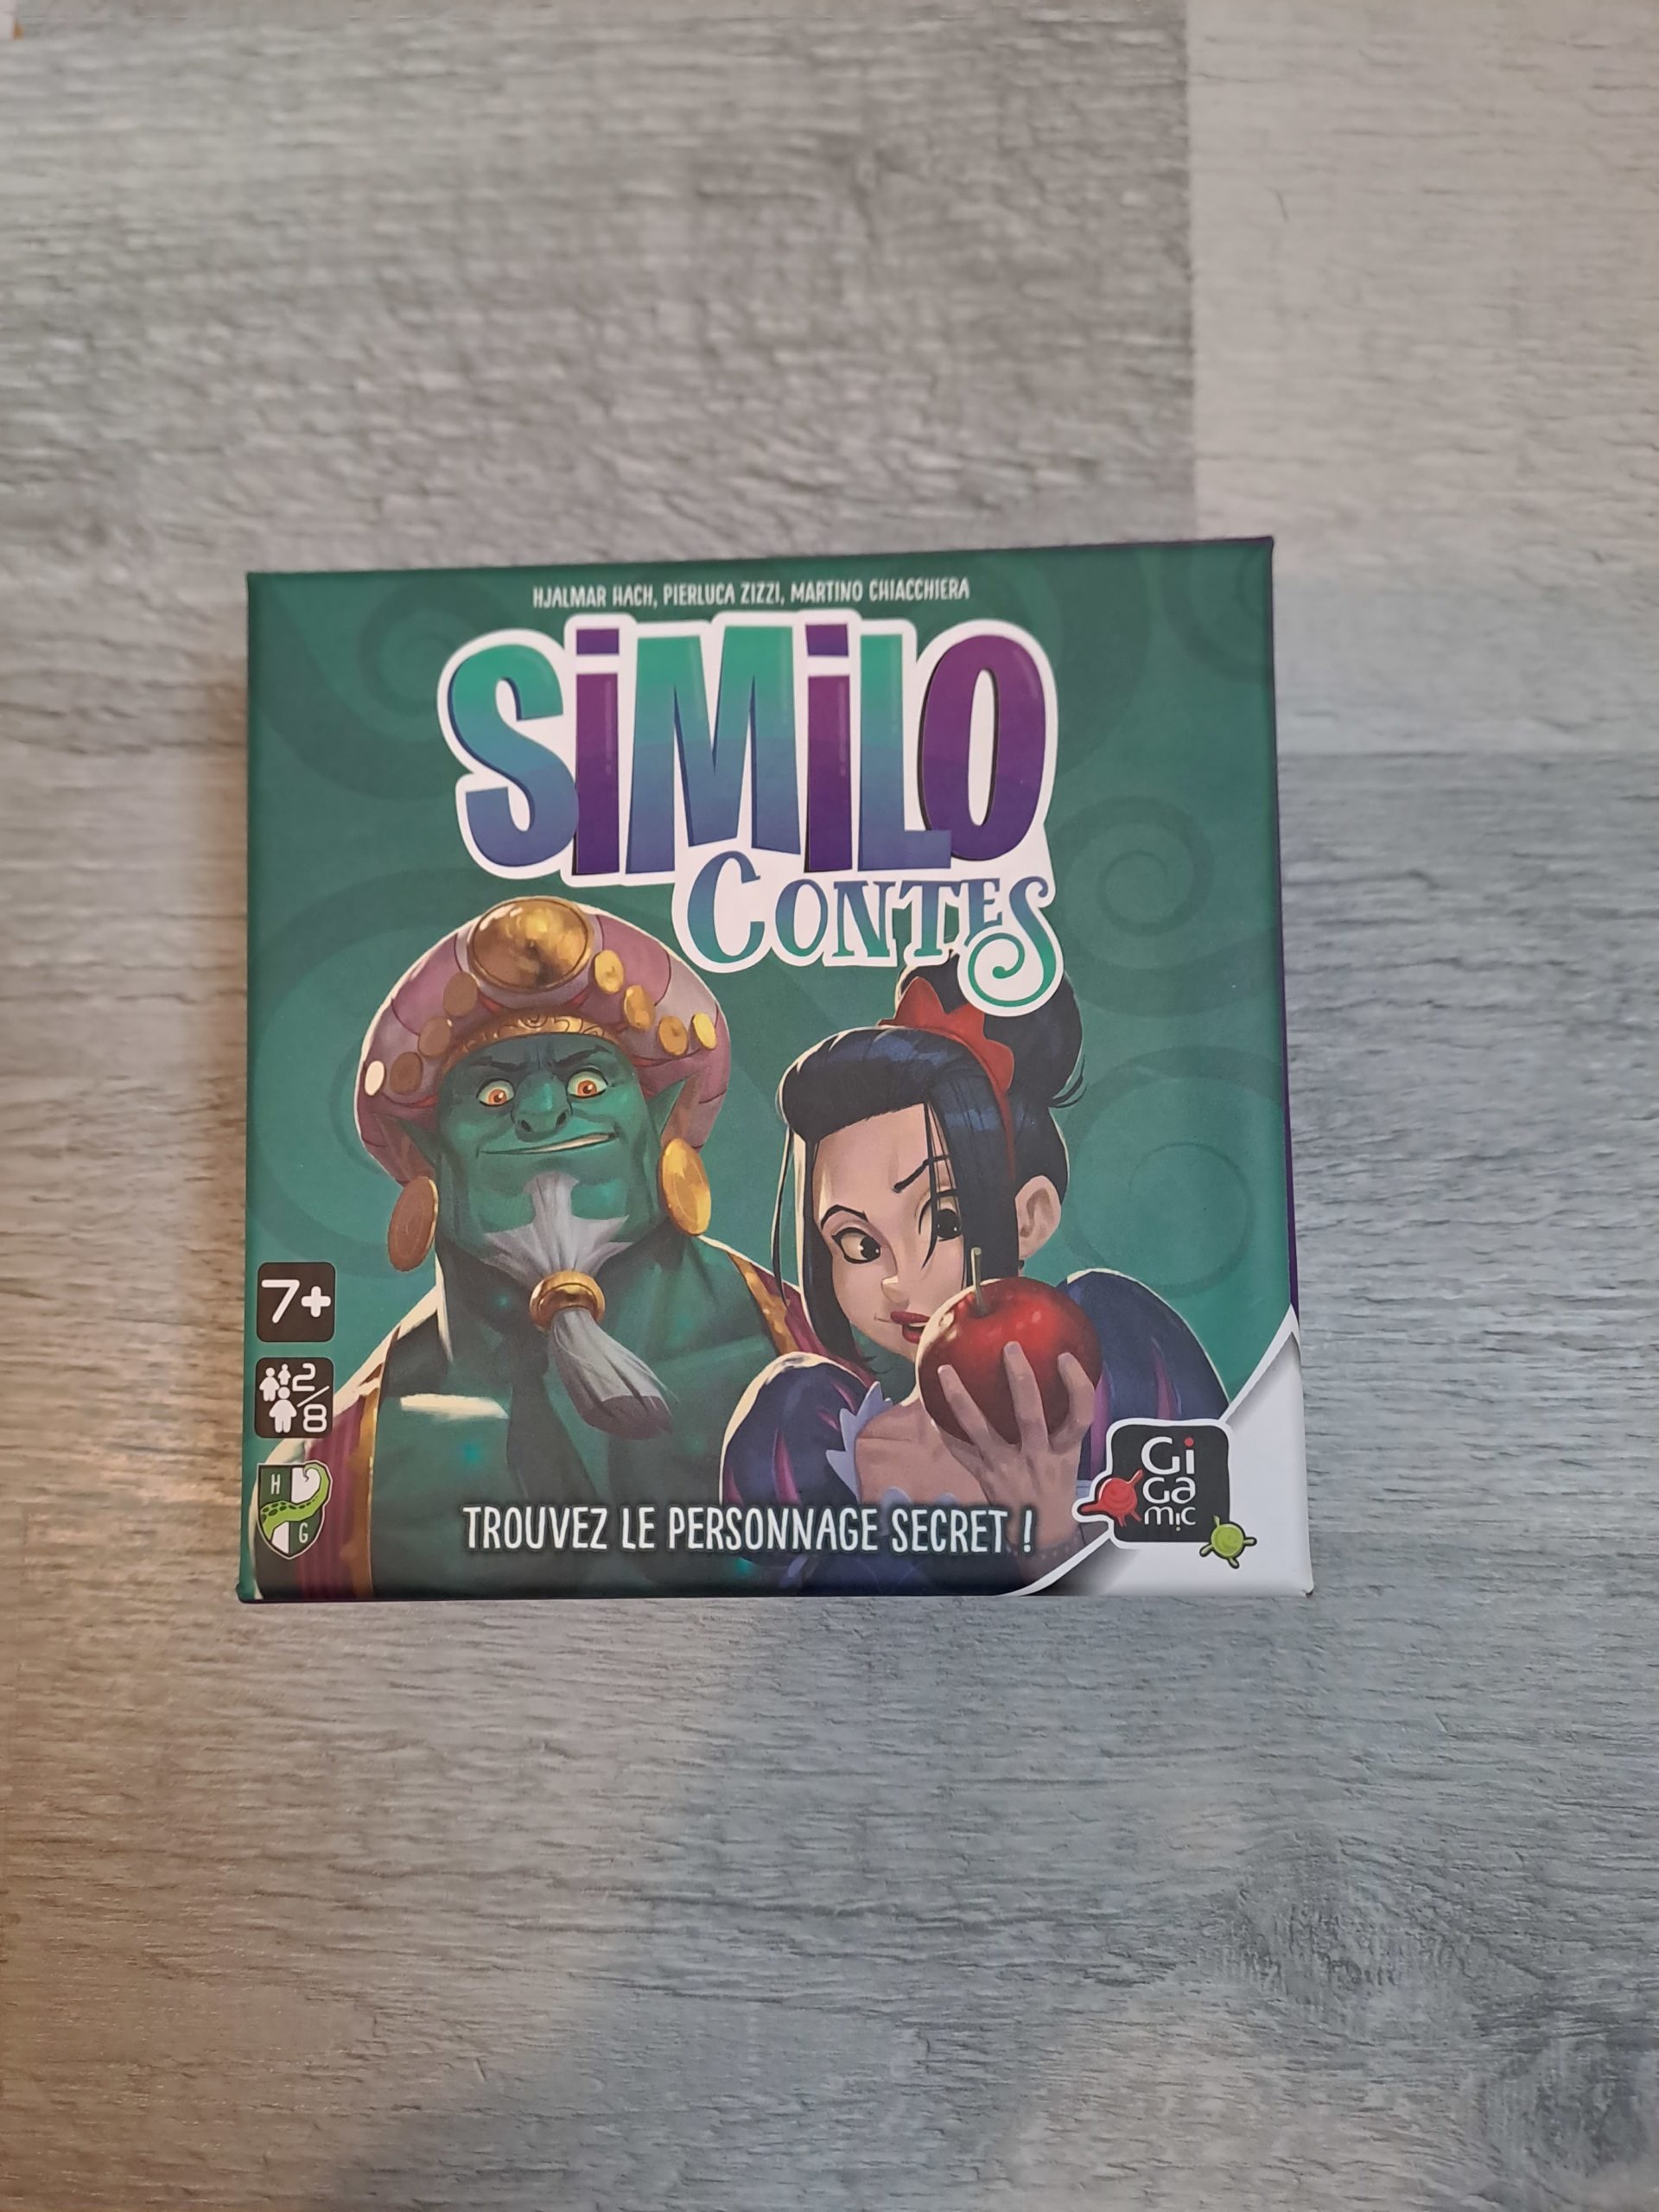 HJALMAR HACH, PIERLUCA ZIZZI, MARTINO CHIACCHIERA
SiMiLO
CONTES
7+
2/8
H
G
TROUVEZ LE PERSONNAGE SECRET !
Gi
Ga
mic